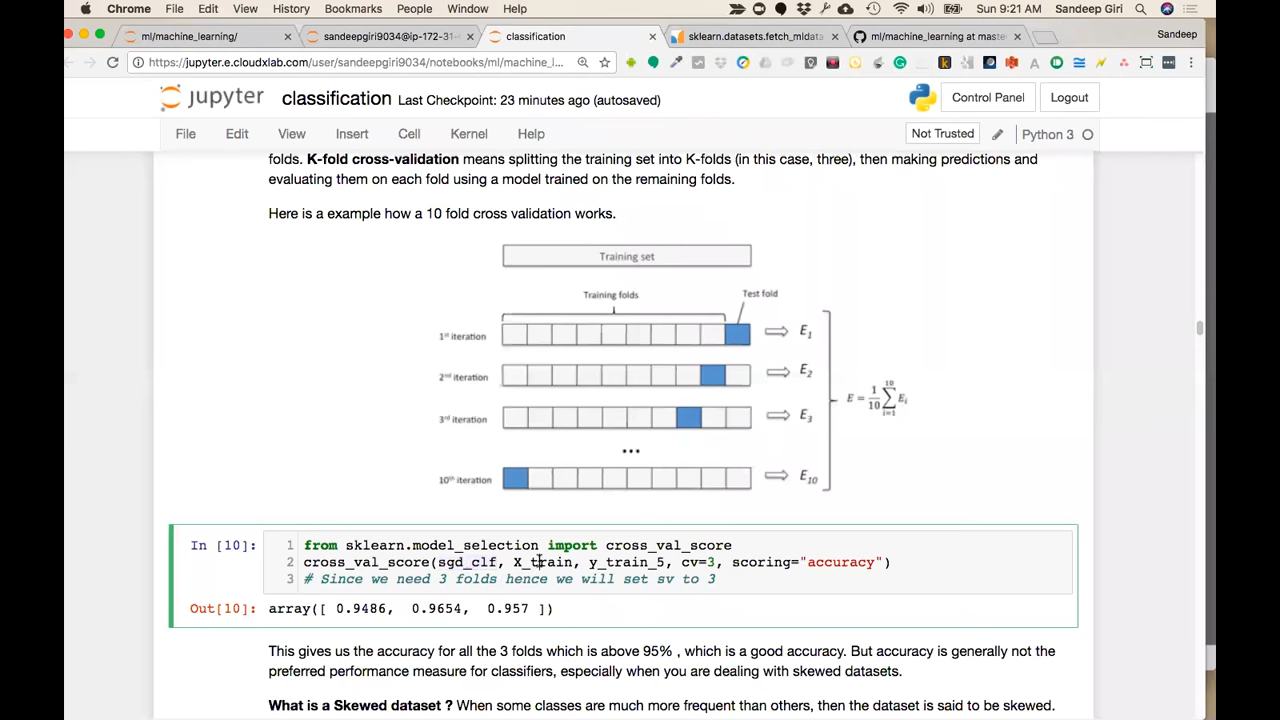 Chrome File Edit View History Bookmarks People Window Help Sun 9:21 AM Sandeep Giri
ml/machine_learning/ sandeepgiri9034@ip-172-31- classification sklearn.datasets.fetch_mldata ml/machine_learning at maste Sandeep
https://jupyter.e.cloudxlab.com/user/sandeepgiri9034/notebooks/ml/machine_l...
jupyter classification Last Checkpoint: 23 minutes ago (autosaved) Control Panel Logout
File Edit View Insert Cell Kernel Help Not Trusted Python 3
folds. K-fold cross-validation means splitting the training set into K-folds (in this case, three), then making predictions and
evaluating them on each fold using a model trained on the remaining folds.
Here is a example how a 10 fold cross validation works.
Training set
Training folds Test fold
1st iteration E1
2nd iteration E2
3rd iteration E3
E = 1/10 ∑ i=1 10 Ei
...
10th iteration E10
In [10]: 1 from sklearn.model_selection import cross_val_score
2 cross_val_score(sgd_clf, X_train, y_train_5, cv=3, scoring="accuracy")
3 # Since we need 3 folds hence we will set sv to 3
Out[10]: array([ 0.9486, 0.9654, 0.957 ])
This gives us the accuracy for all the 3 folds which is above 95% , which is a good accuracy. But accuracy is generally not the
preferred performance measure for classifiers, especially when you are dealing with skewed datasets.
What is a Skewed dataset ? When some classes are much more frequent than others, then the dataset is said to be skewed.